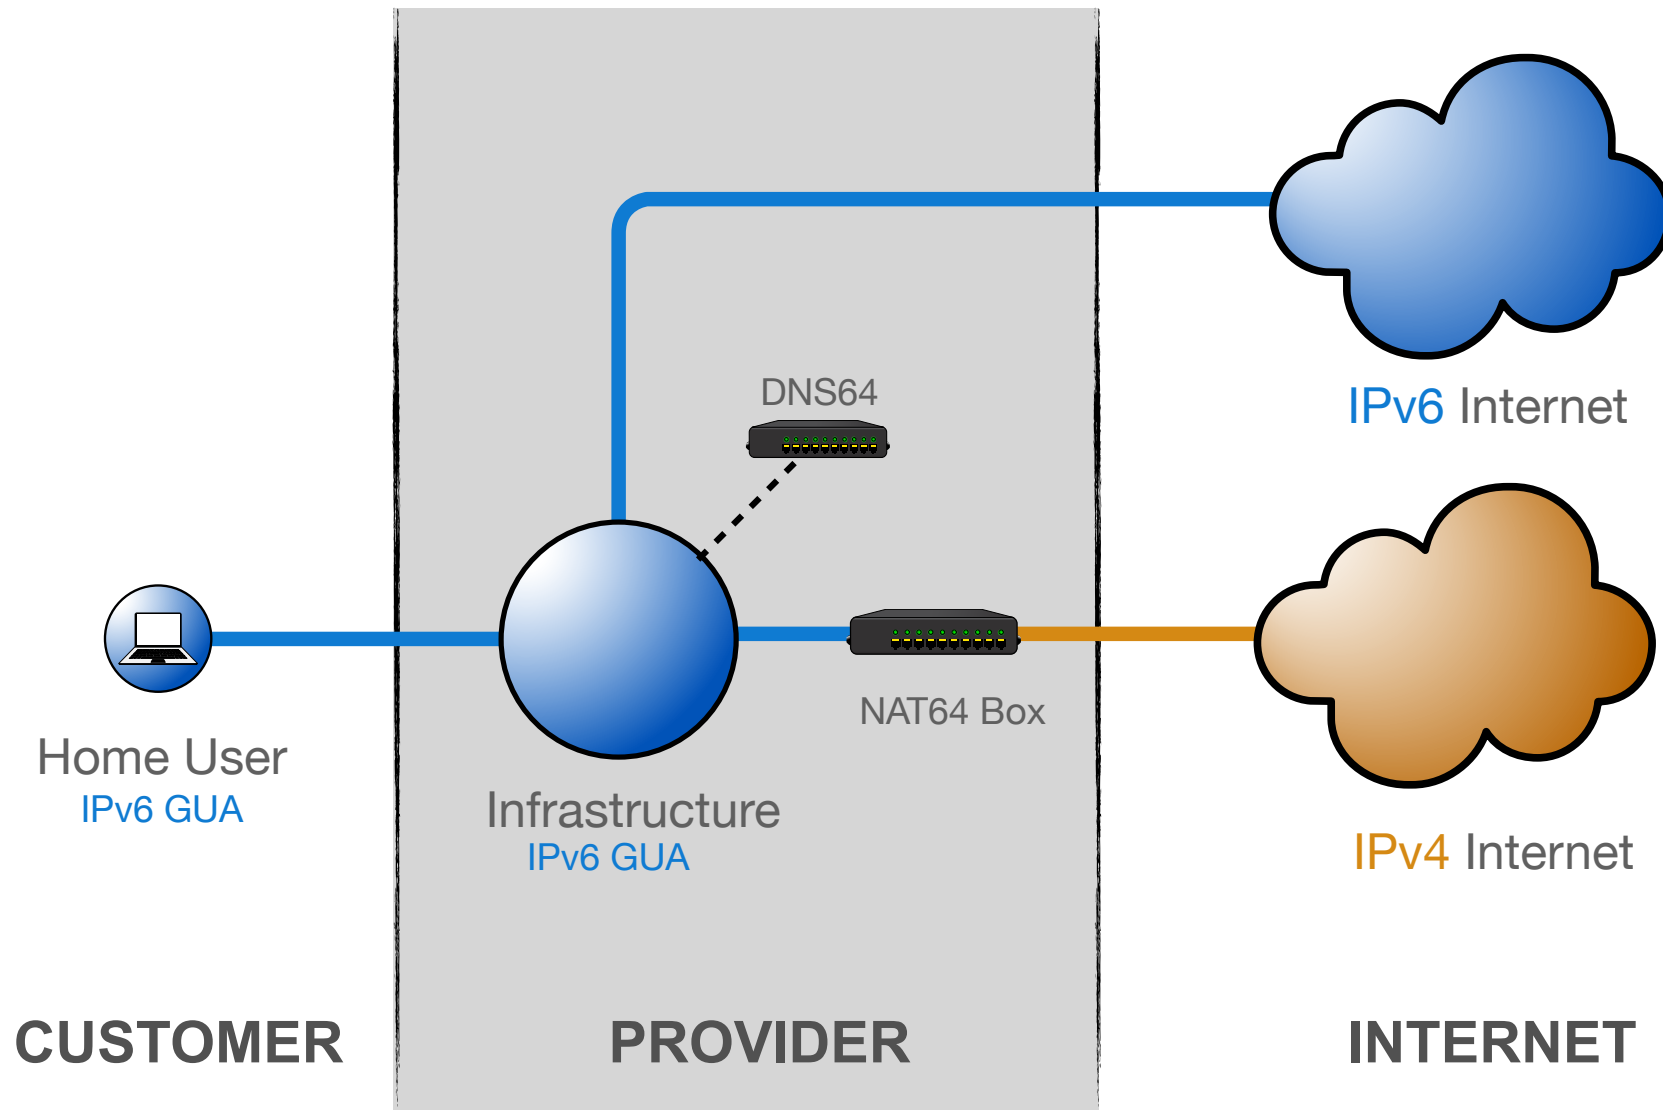 DNS64
IPv6 Internet
NAT64 Box
Home User
IPv6 GUA
Infrastructure
IPv6 GUA
IPv4 Internet
CUSTOMER
PROVIDER
INTERNET